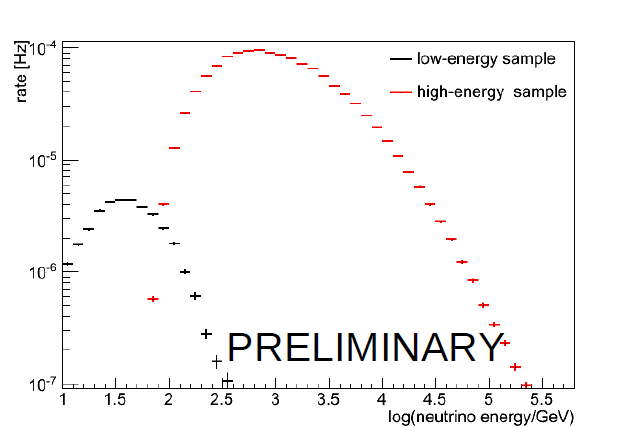 rate [Hz]
10⁻⁴
10⁻⁵
10⁻⁶
10⁻⁷
low-energy sample
high-energy  sample
PRELIMINARY
1 1.5 2 2.5 3 3.5 4 4.5 5 5.5
log(neutrino energy/GeV)